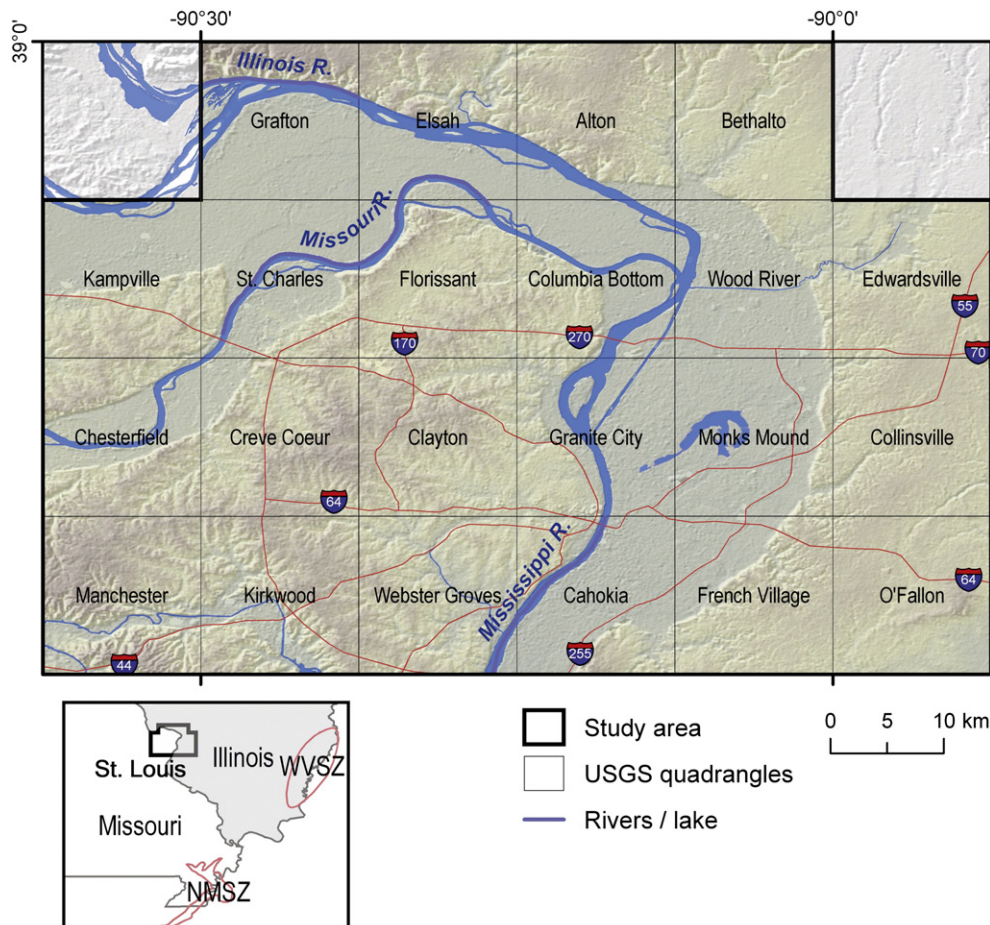 -90°30'
-90°0'
39°0'
Illinois R.
Grafton
Elsah
Alton
Bethalto
Missouri R.
Kampville
St. Charles
Florissant
Columbia Bottom
Wood River
Edwardsville
55
170
270
70
Chesterfield
Creve Coeur
Clayton
Granite City
Monks Mound
Collinsville
64
Mississippi R.
Manchester
Kirkwood
Webster Groves
Cahokia
French Village
O'Fallon
64
44
255
Illinois
WVSZ
St. Louis
Missouri
NMSZ
Study area
USGS quadrangles
Rivers / lake
0 5 10 km